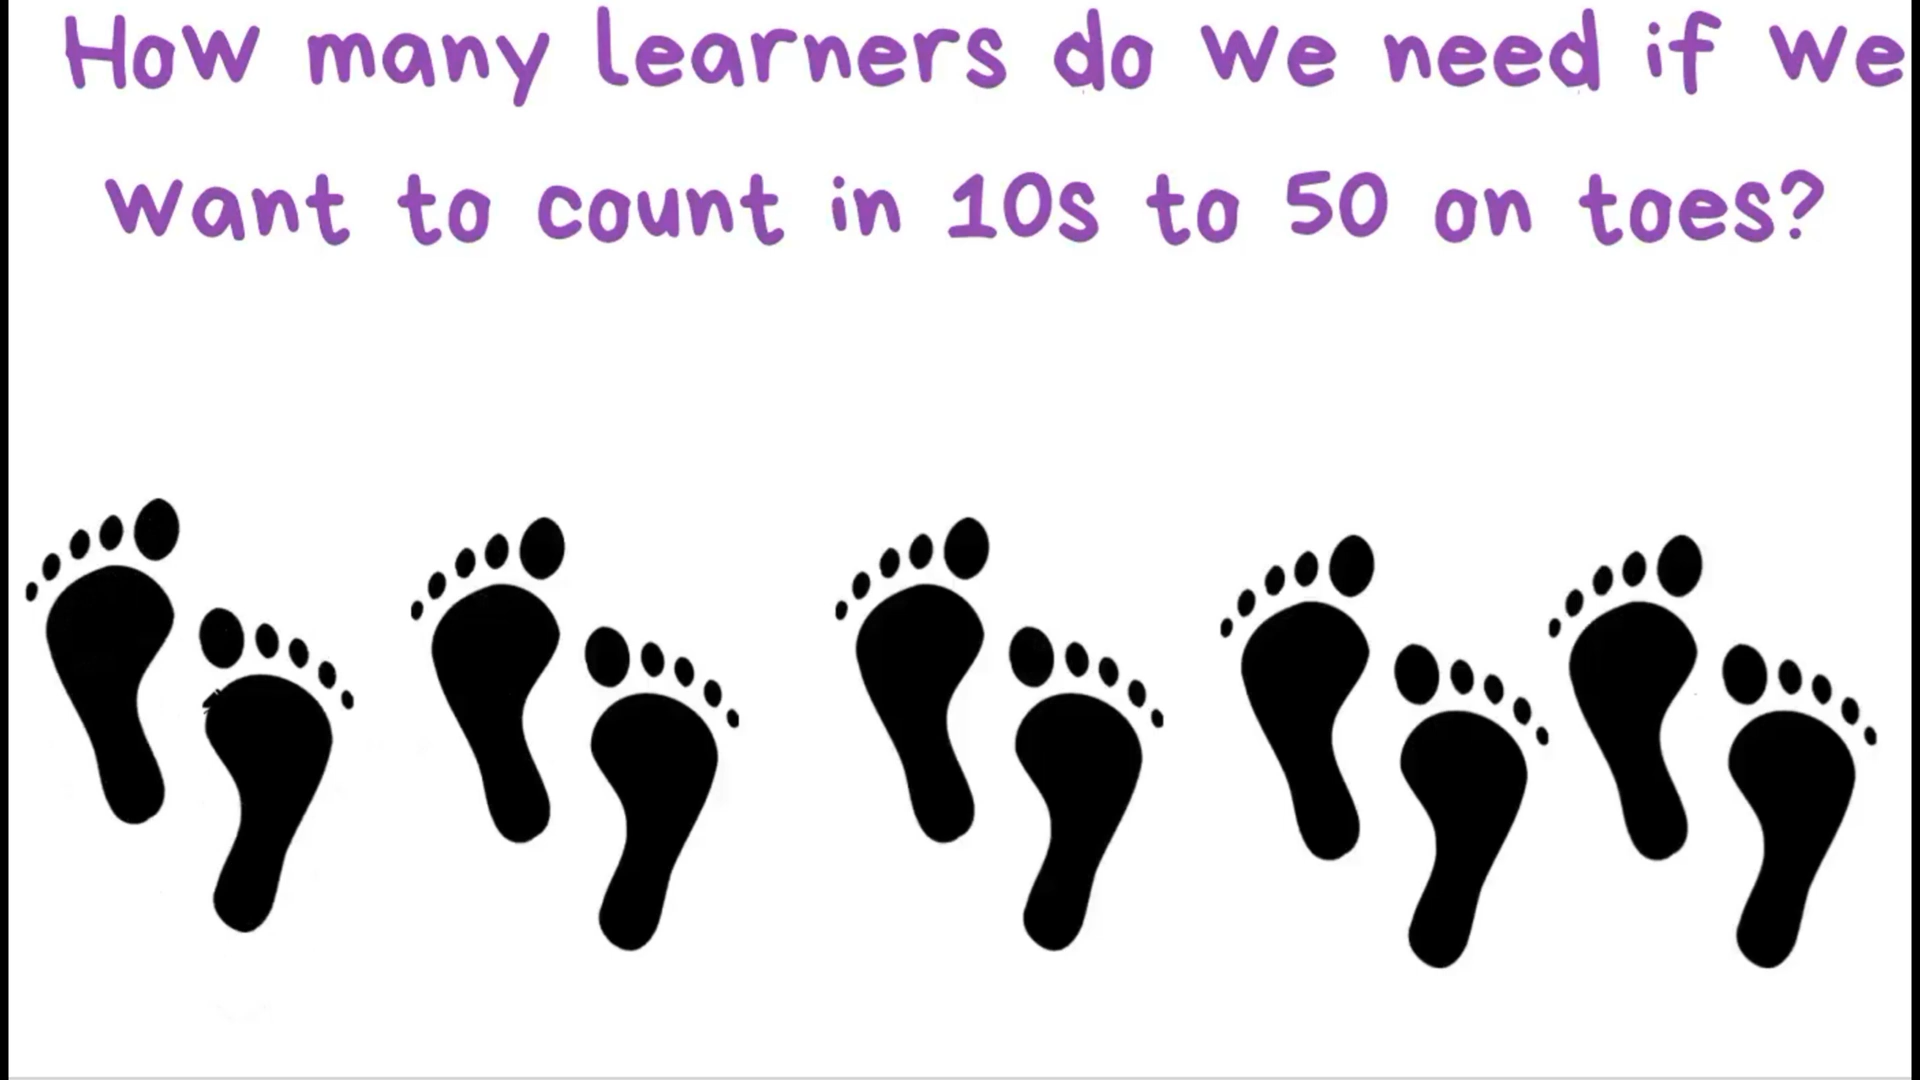 How many learners do we need if we
want to count in 10s to 50 on toes?